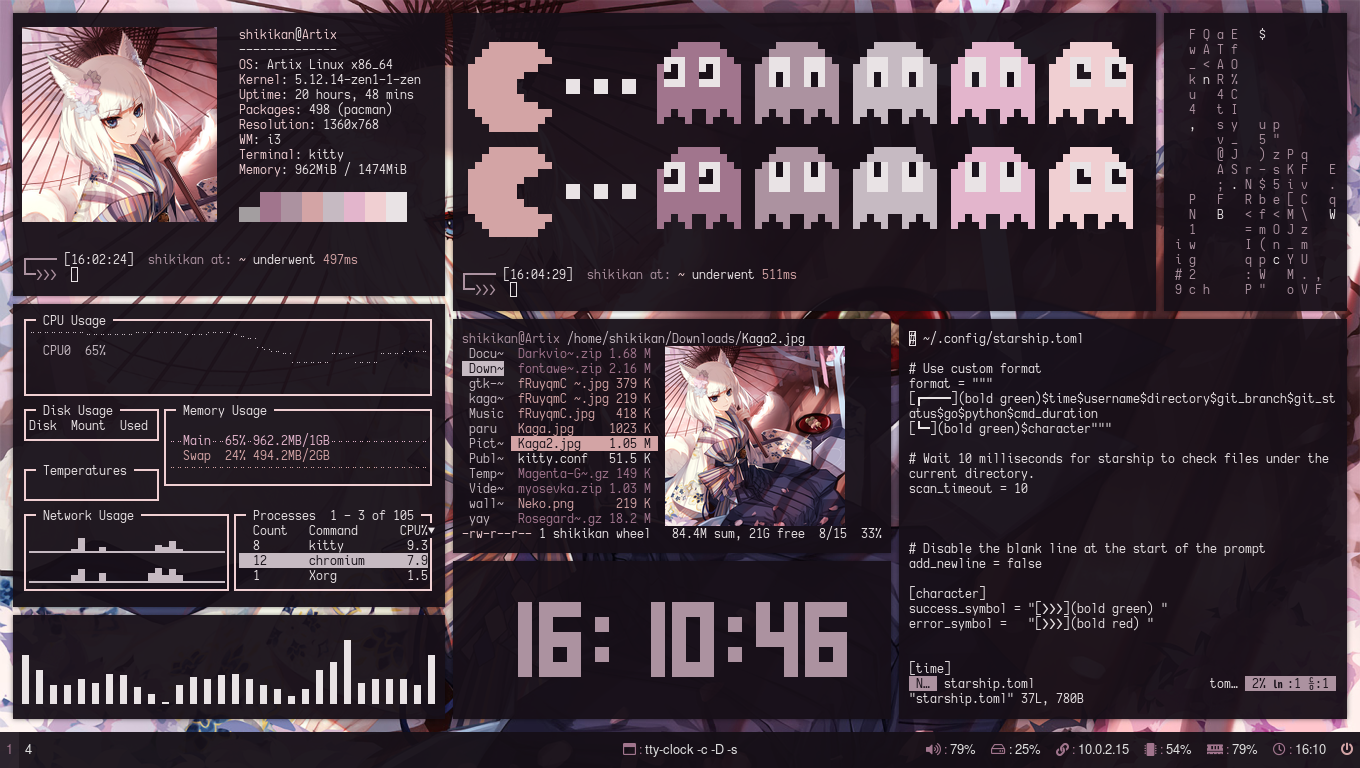 shikikan@Artix
--------------
OS: Artix Linux x86_64
Kernel: 5.12.14-zen1-1-zen
Uptime: 20 hours, 48 mins
Packages: 498 (pacman)
Resolution: 1360x768
WM: i3
Terminal: kitty
Memory: 962MiB / 1474MiB
[16:02:24] shikikan at: ~ underwent 497ms
❯❯❯
[16:04:29] shikikan at: ~ underwent 511ms
❯❯❯
F Q a E $
w A T f
_ < A O
k n R %
u 4 C
4 t I
, s y u p
v _ 5 "
@ J ) z P q
A S r - s K F E
; . N $ 5 i v .
P F R b e [ C q
N B < f < M \ W
1 = m O J z
i w I ( n _ m
i g q p c Y U
# 2 : W M . ,
9 c h P " o V F
CPU Usage
CPU0 65%
Disk Usage
Disk Mount Used
Memory Usage
Main 65% 962.2MB/1GB
Swap 24% 494.2MB/2GB
Temperatures
Network Usage
Processes 1 - 3 of 105
Count Command CPU%▼
8 kitty 9.3
12 chromium 7.9
1 Xorg 1.5
shikikan@Artix /home/shikikan/Downloads/Kaga2.jpg
Docu~ Darkvio~.zip 1.68 M
Down~ fontawe~.zip 2.16 M
gtk-~ fRuyqmC ~.jpg 379 K
kaga~ fRuyqmC ~.jpg 219 K
Music fRuyqmC.jpg 418 K
paru Kaga.jpg 1023 K
Pict~ Kaga2.jpg 1.05 M
Publ~ kitty.conf 51.5 K
Temp~ Magenta-G~.gz 149 K
Vide~ myosevka.zip 1.03 M
wall~ Neko.png 219 K
yay Rosegard~.gz 18.2 M
-rw-r--r-- 1 shikikan wheel 84.4M sum, 21G free 8/15 33%
16:10:46
# ~/.config/starship.toml
# Use custom format
format = """
[┏━━━━](bold green)$time$username$directory$git_branch$git_st
atus$go$python$cmd_duration
[┗━](bold green)$character"""
# Wait 10 milliseconds for starship to check files under the
current directory.
scan_timeout = 10
# Disable the blank line at the start of the prompt
add_newline = false
[character]
success_symbol = "[❯❯❯](bold green) "
error_symbol = "[❯❯❯](bold red) "
[time]
N… starship.toml tom… 2% ln :1 :1
"starship.toml" 37L, 780B
1 4
: tty-clock -c -D -s
: 79% : 25% : 10.0.2.15 : 54% : 79% : 16:10